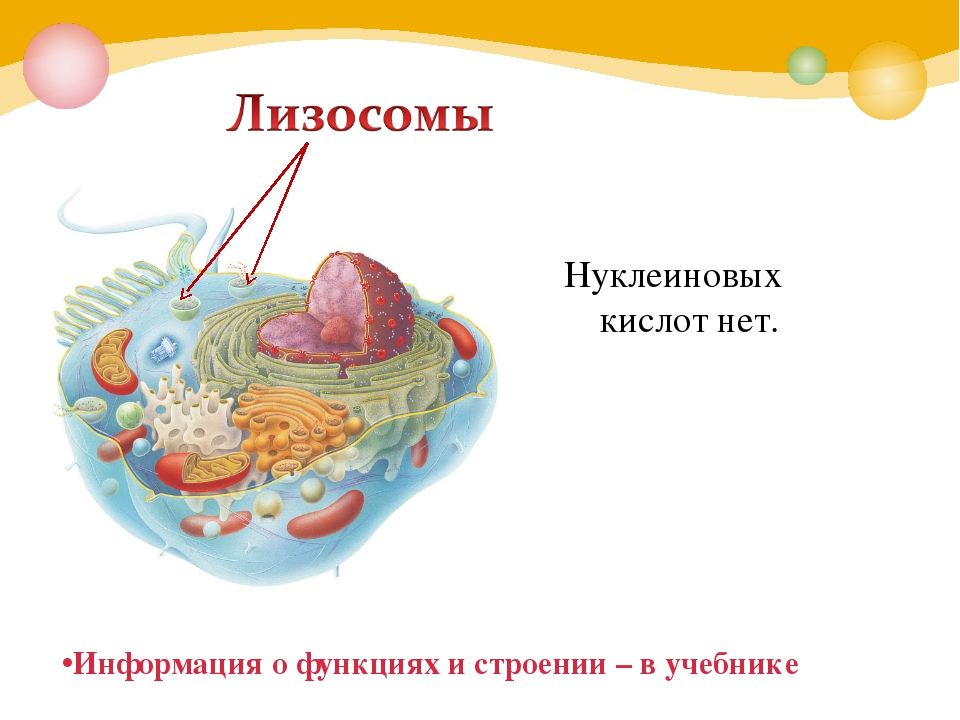 Лизосомы
Нуклеиновых
кислот нет.
•Информация о функциях и строении – в учебнике